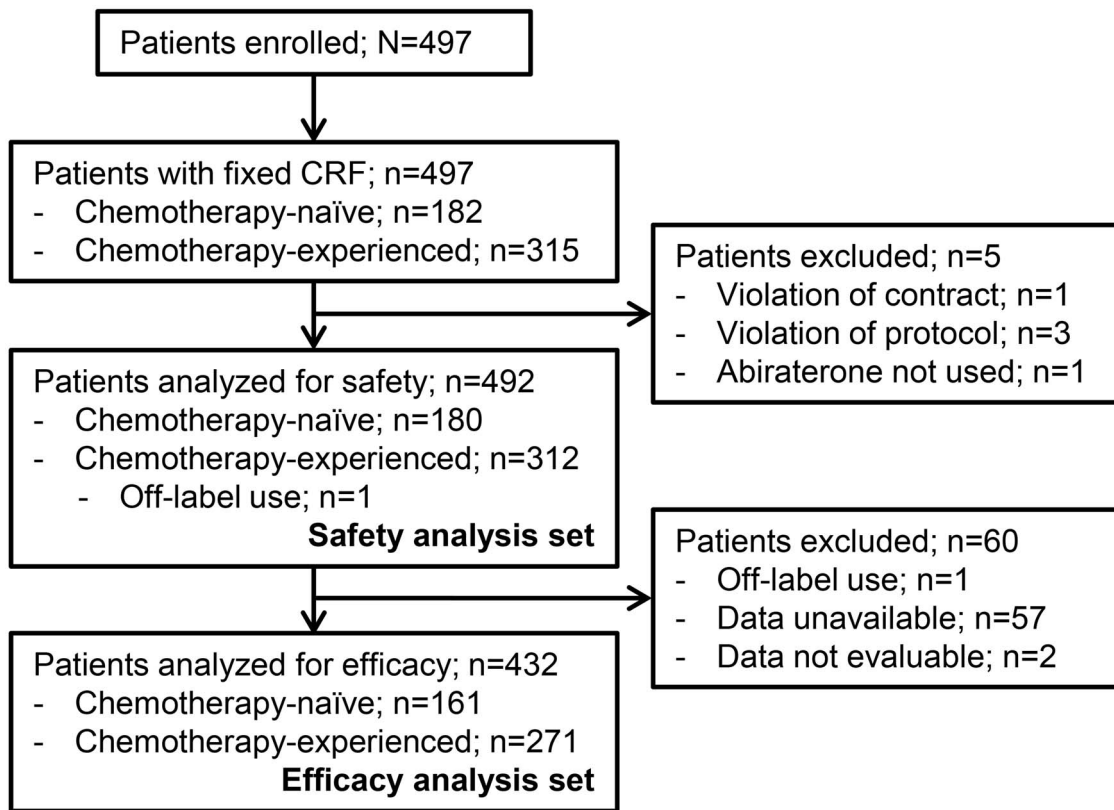 Patients enrolled; N=497
Patients with fixed CRF; n=497
- Chemotherapy-naïve; n=182
- Chemotherapy-experienced; n=315
Patients excluded; n=5
- Violation of contract; n=1
- Violation of protocol; n=3
- Abiraterone not used; n=1
Patients analyzed for safety; n=492
- Chemotherapy-naïve; n=180
- Chemotherapy-experienced; n=312
- Off-label use; n=1
Safety analysis set
Patients excluded; n=60
- Off-label use; n=1
- Data unavailable; n=57
- Data not evaluable; n=2
Patients analyzed for efficacy; n=432
- Chemotherapy-naïve; n=161
- Chemotherapy-experienced; n=271
Efficacy analysis set